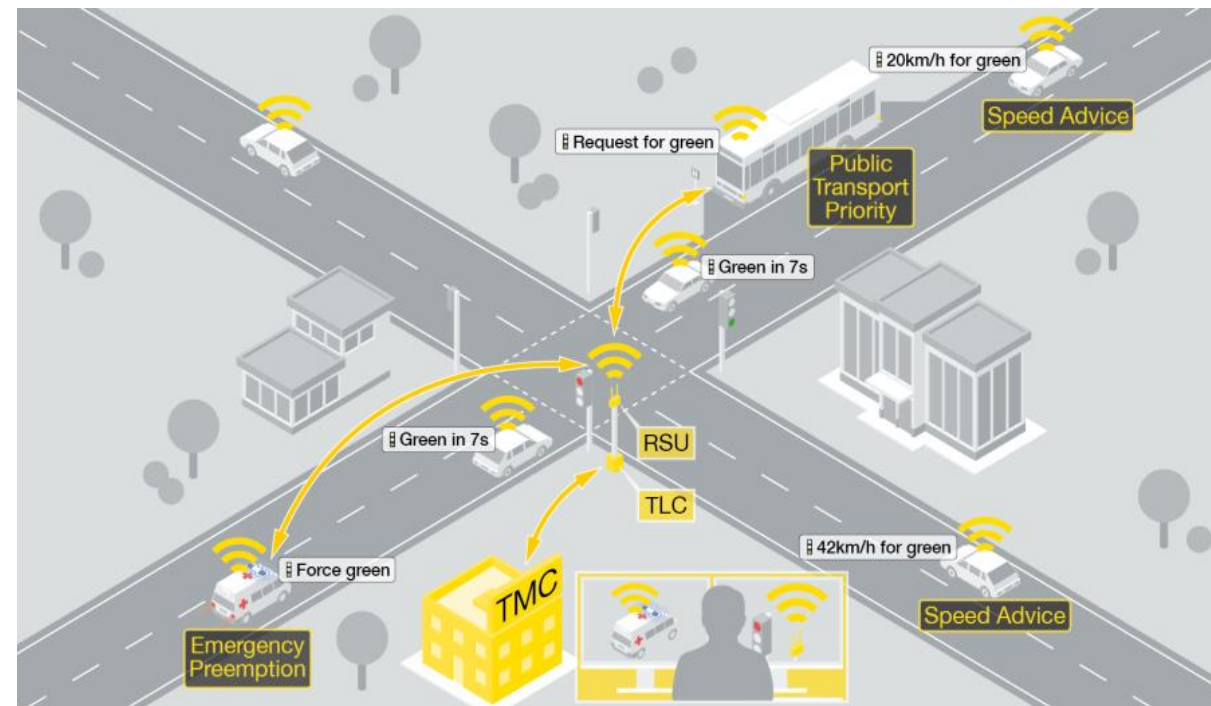 20km/h for green
Speed Advice
Request for green
Public
Transport
Priority
Green in 7s
Green in 7s
RSU
TLC
42km/h for green
Force green
TMC
Speed Advice
Emergency
Preemption